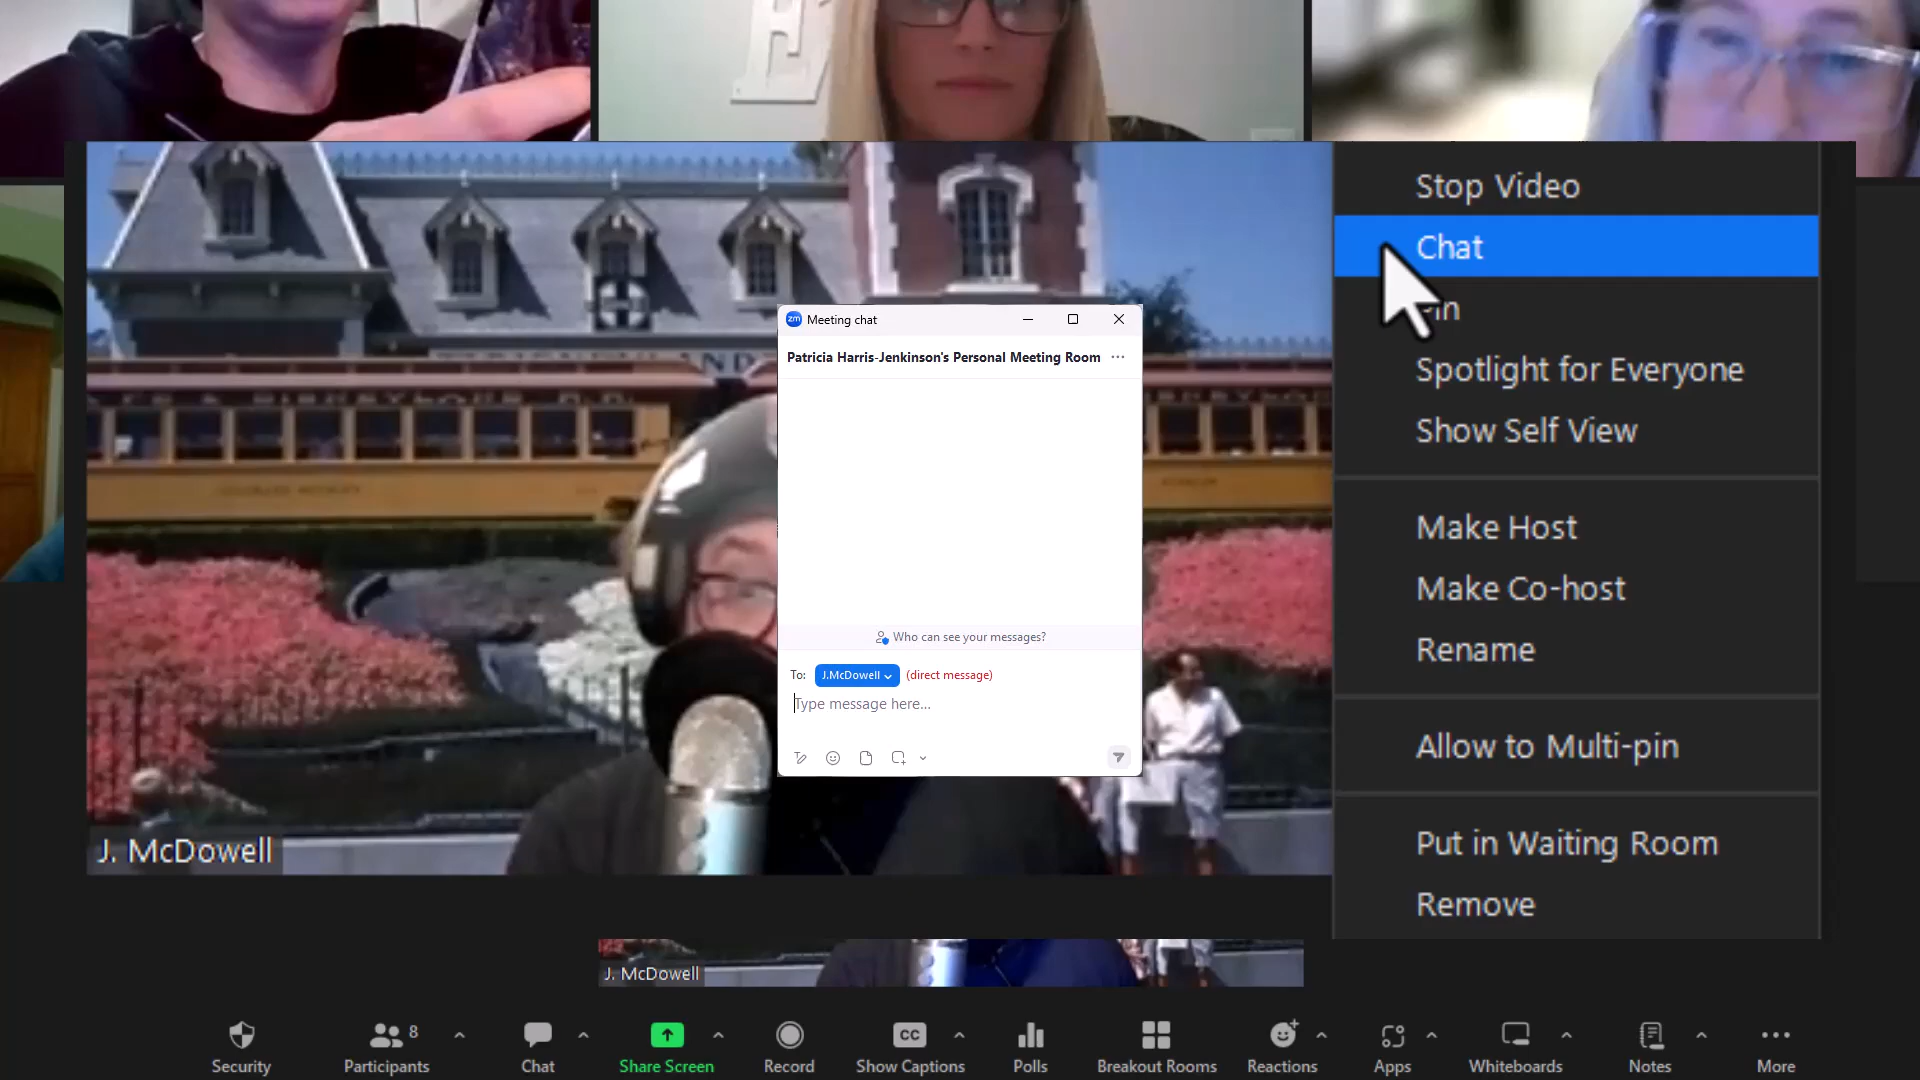 Stop Video
Chat
Spotlight for Everyone
Show Self View
Make Host
Make Co-host
Rename
Allow to Multi-pin
Put in Waiting Room
Remove
zm Meeting chat
Patricia Harris-Jenkinson's Personal Meeting Room
Who can see your messages?
To: J.McDowell (direct message)
Type message here...
J. McDowell
J. McDowell
8
CC
Security Participants Chat Share Screen Record Show Captions Polls Breakout Rooms Reactions Apps Whiteboards Notes More